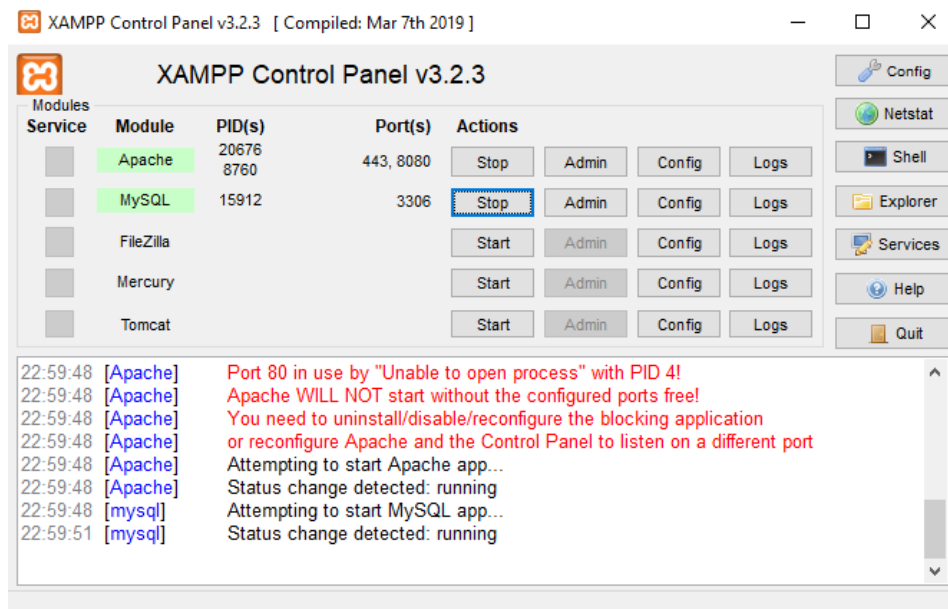 XAMPP Control Panel v3.2.3 [ Compiled: Mar 7th 2019 ]
XAMPP Control Panel v3.2.3
Config
Modules
Service Module PID(s) Port(s) Actions
Netstat
Apache 20676 8760 443, 8080 Stop Admin Config Logs
Shell
MySQL 15912 3306 Stop Admin Config Logs
Explorer
FileZilla Start Admin Config Logs
Services
Mercury Start Admin Config Logs
Help
Tomcat Start Admin Config Logs
Quit
22:59:48 [Apache] Port 80 in use by "Unable to open process" with PID 4!
22:59:48 [Apache] Apache WILL NOT start without the configured ports free!
22:59:48 [Apache] You need to uninstall/disable/reconfigure the blocking application
22:59:48 [Apache] or reconfigure Apache and the Control Panel to listen on a different port
22:59:48 [Apache] Attempting to start Apache app...
22:59:48 [Apache] Status change detected: running
22:59:48 [mysql] Attempting to start MySQL app...
22:59:51 [mysql] Status change detected: running